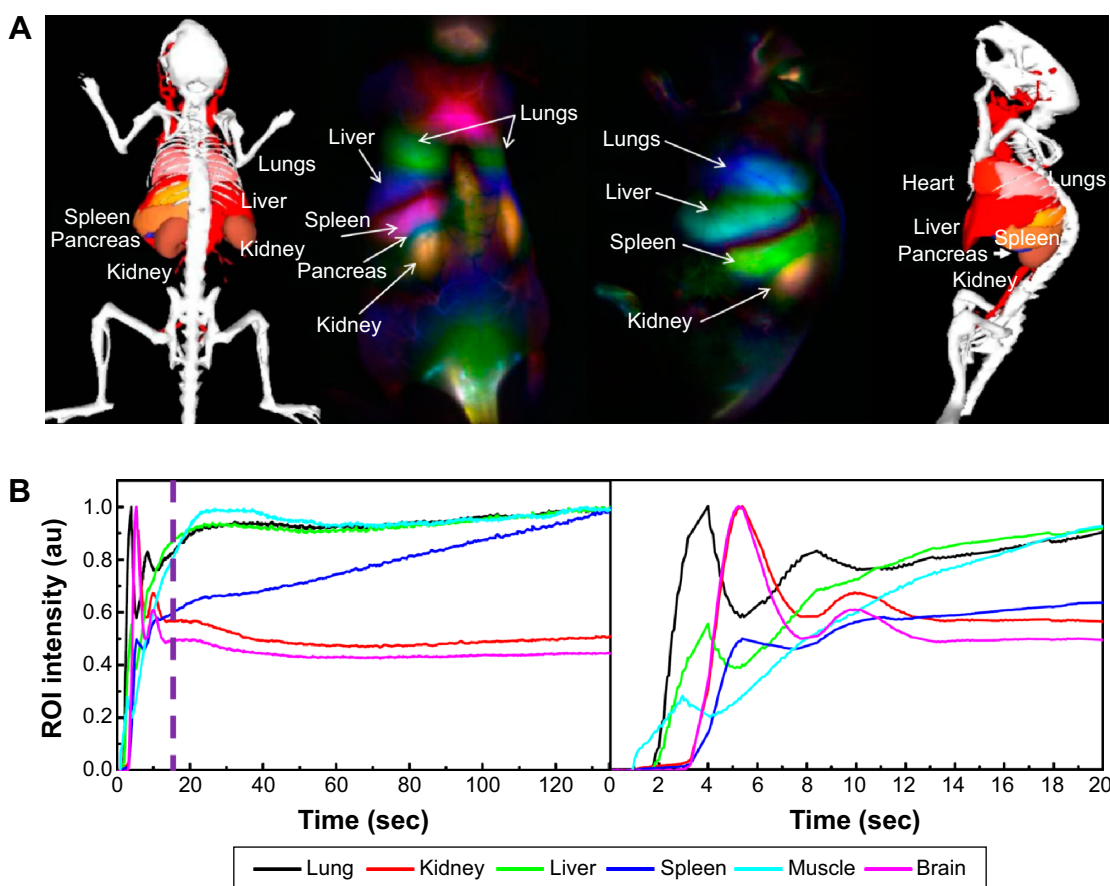 A
Lungs
Liver
Spleen
Pancreas
Kidney
Kidney
Liver
Lungs
Spleen
Pancreas
Kidney
Lungs
Liver
Spleen
Kidney
Heart
Lungs
Liver
Spleen
Pancreas
Kidney
B
ROI intensity (au)
1.0
0.8
0.6
0.4
0.2
0.0
0 20 40 60 80 100 120 0 2 4 6 8 10 12 14 16 18 20
Time (sec) Time (sec)
Lung Kidney Liver Spleen Muscle Brain